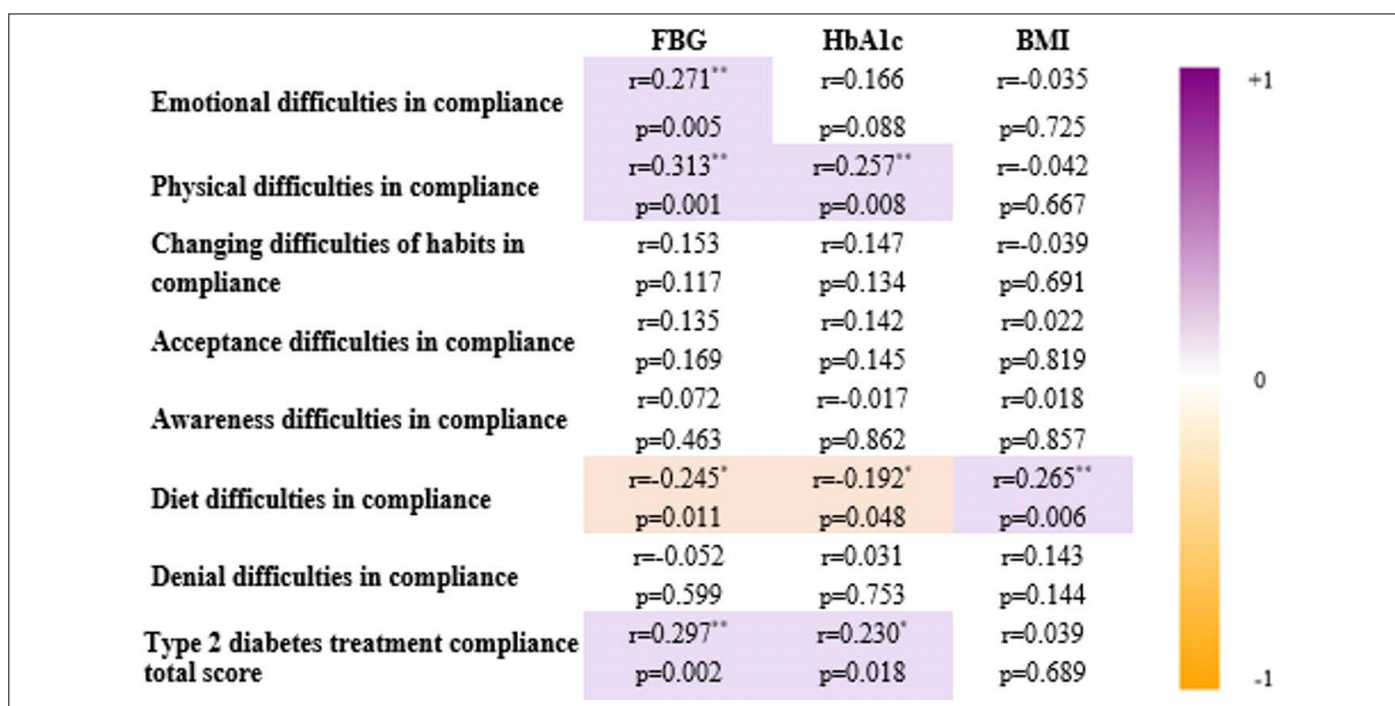 FBG HbA1c BMI
Emotional difficulties in compliance
r=0.271** r=0.166 r=-0.035
p=0.005 p=0.088 p=0.725
Physical difficulties in compliance
r=0.313** r=0.257** r=-0.042
p=0.001 p=0.008 p=0.667
Changing difficulties of habits in
compliance
r=0.153 r=0.147 r=-0.039
p=0.117 p=0.134 p=0.691
Acceptance difficulties in compliance
r=0.135 r=0.142 r=0.022
p=0.169 p=0.145 p=0.819
Awareness difficulties in compliance
r=0.072 r=-0.017 r=0.018
p=0.463 p=0.862 p=0.857
Diet difficulties in compliance
r=-0.245* r=-0.192* r=0.265**
p=0.011 p=0.048 p=0.006
Denial difficulties in compliance
r=-0.052 r=0.031 r=0.143
p=0.599 p=0.753 p=0.144
Type 2 diabetes treatment compliance
total score
r=0.297** r=0.230* r=0.039
p=0.002 p=0.018 p=0.689
+1
0
-1